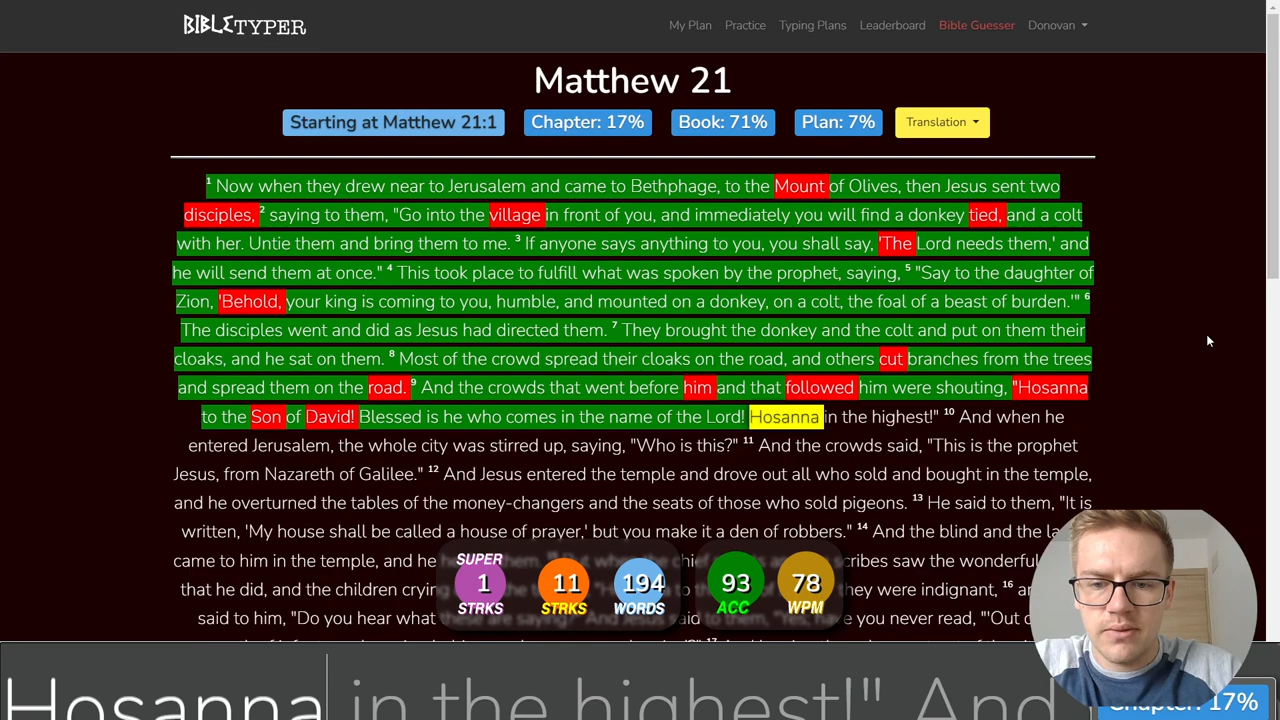 BIBLETYPER My Plan Practice Typing Plans Leaderboard Bible Guesser Donovan
Matthew 21
Starting at Matthew 21:1 Chapter: 17% Book: 71% Plan: 7% Translation
1 Now when they drew near to Jerusalem and came to Bethphage, to the Mount of Olives, then Jesus sent two
disciples, 2 saying to them, "Go into the village in front of you, and immediately you will find a donkey tied, and a colt
with her. Untie them and bring them to me. 3 If anyone says anything to you, you shall say, 'The Lord needs them,' and
he will send them at once." 4 This took place to fulfill what was spoken by the prophet, saying, 5 "Say to the daughter of
Zion, 'Behold, your king is coming to you, humble, and mounted on a donkey, on a colt, the foal of a beast of burden.'" 6
The disciples went and did as Jesus had directed them. 7 They brought the donkey and the colt and put on them their
cloaks, and he sat on them. 8 Most of the crowd spread their cloaks on the road, and others cut branches from the trees
and spread them on the road. 9 And the crowds that went before him and that followed him were shouting, "Hosanna
to the Son of David! Blessed is he who comes in the name of the Lord! Hosanna in the highest!" 10 And when he
entered Jerusalem, the whole city was stirred up, saying, "Who is this?" 11 And the crowds said, "This is the prophet
Jesus, from Nazareth of Galilee." 12 And Jesus entered the temple and drove out all who sold and bought in the temple,
and he overturned the tables of the money-changers and the seats of those who sold pigeons. 13 He said to them, "It is
written, 'My house shall be called a house of prayer,' but you make it a den of robbers." 14 And the blind and the
came to him in the temple, and he
that he did, and the children they were indignant, 16
said to him, "Do you hear what have you never read, "'Out
SUPER 1 STRKS 11 STRKS 194 WORDS 93 ACC 78 WPM
Hosanna in the highest!" And
Chapter: 17%